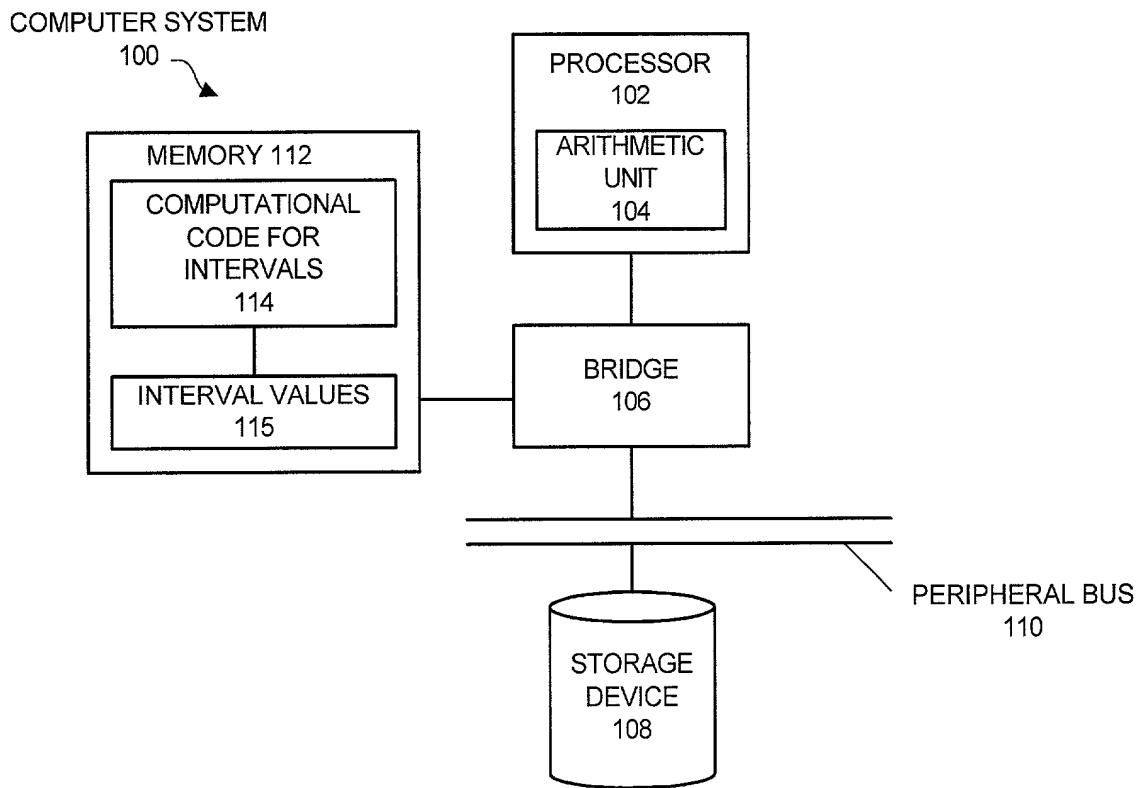 COMPUTER SYSTEM
100
PROCESSOR
102
ARITHMETIC
UNIT
104
MEMORY 112
COMPUTATIONAL
CODE FOR
INTERVALS
114
INTERVAL VALUES
115
BRIDGE
106
PERIPHERAL BUS
110
STORAGE
DEVICE
108